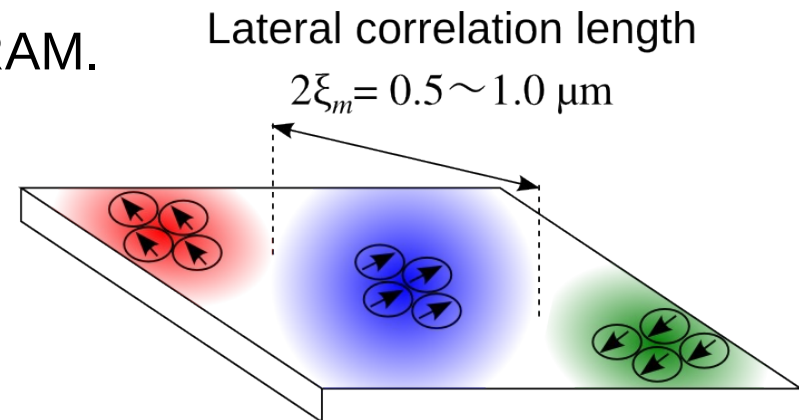 Lateral correlation length
RAM.
2ξm= 0.5～1.0 μm